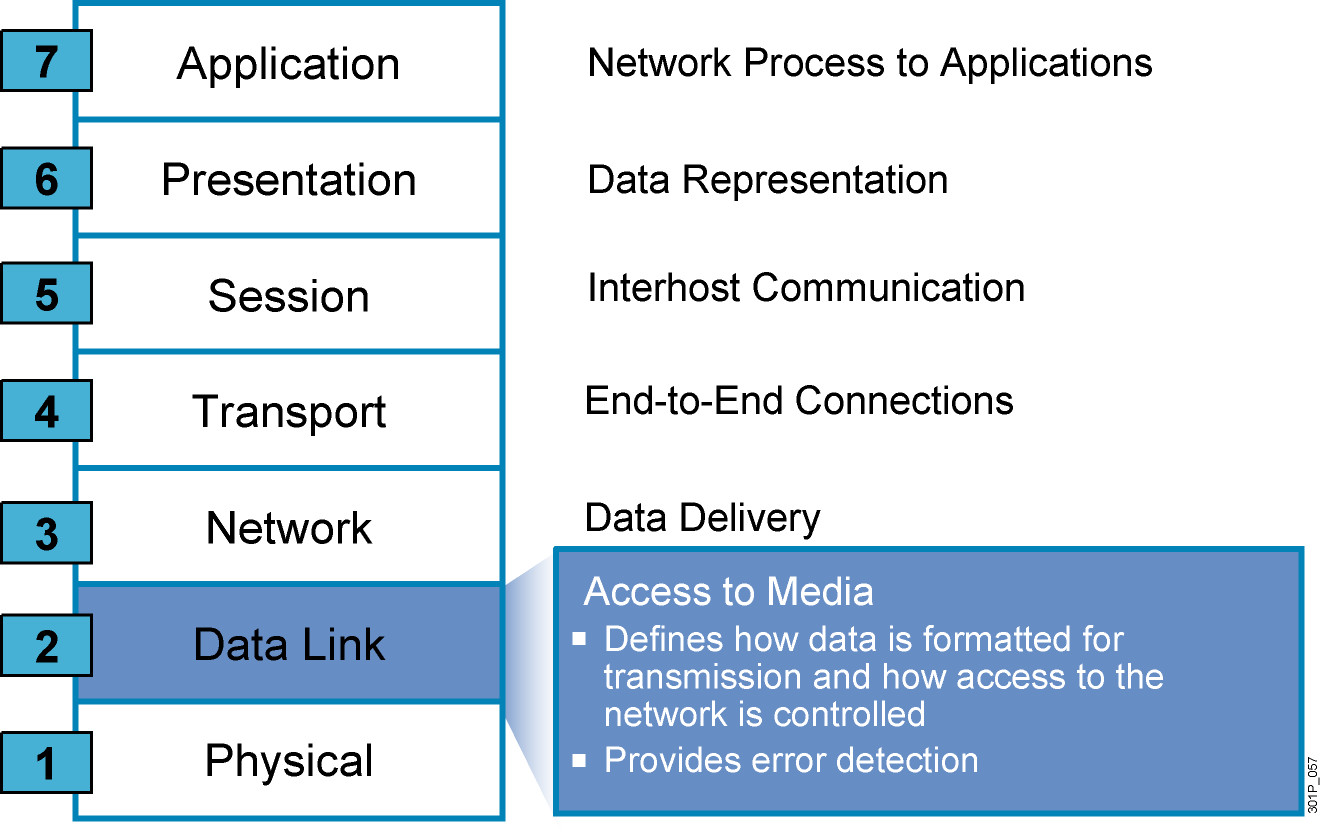 7 Application Network Process to Applications
6 Presentation Data Representation
5 Session Interhost Communication
4 Transport End-to-End Connections
3 Network Data Delivery
2 Data Link Access to Media
▪ Defines how data is formatted for
transmission and how access to the
network is controlled
▪ Provides error detection
1 Physical
301P_057